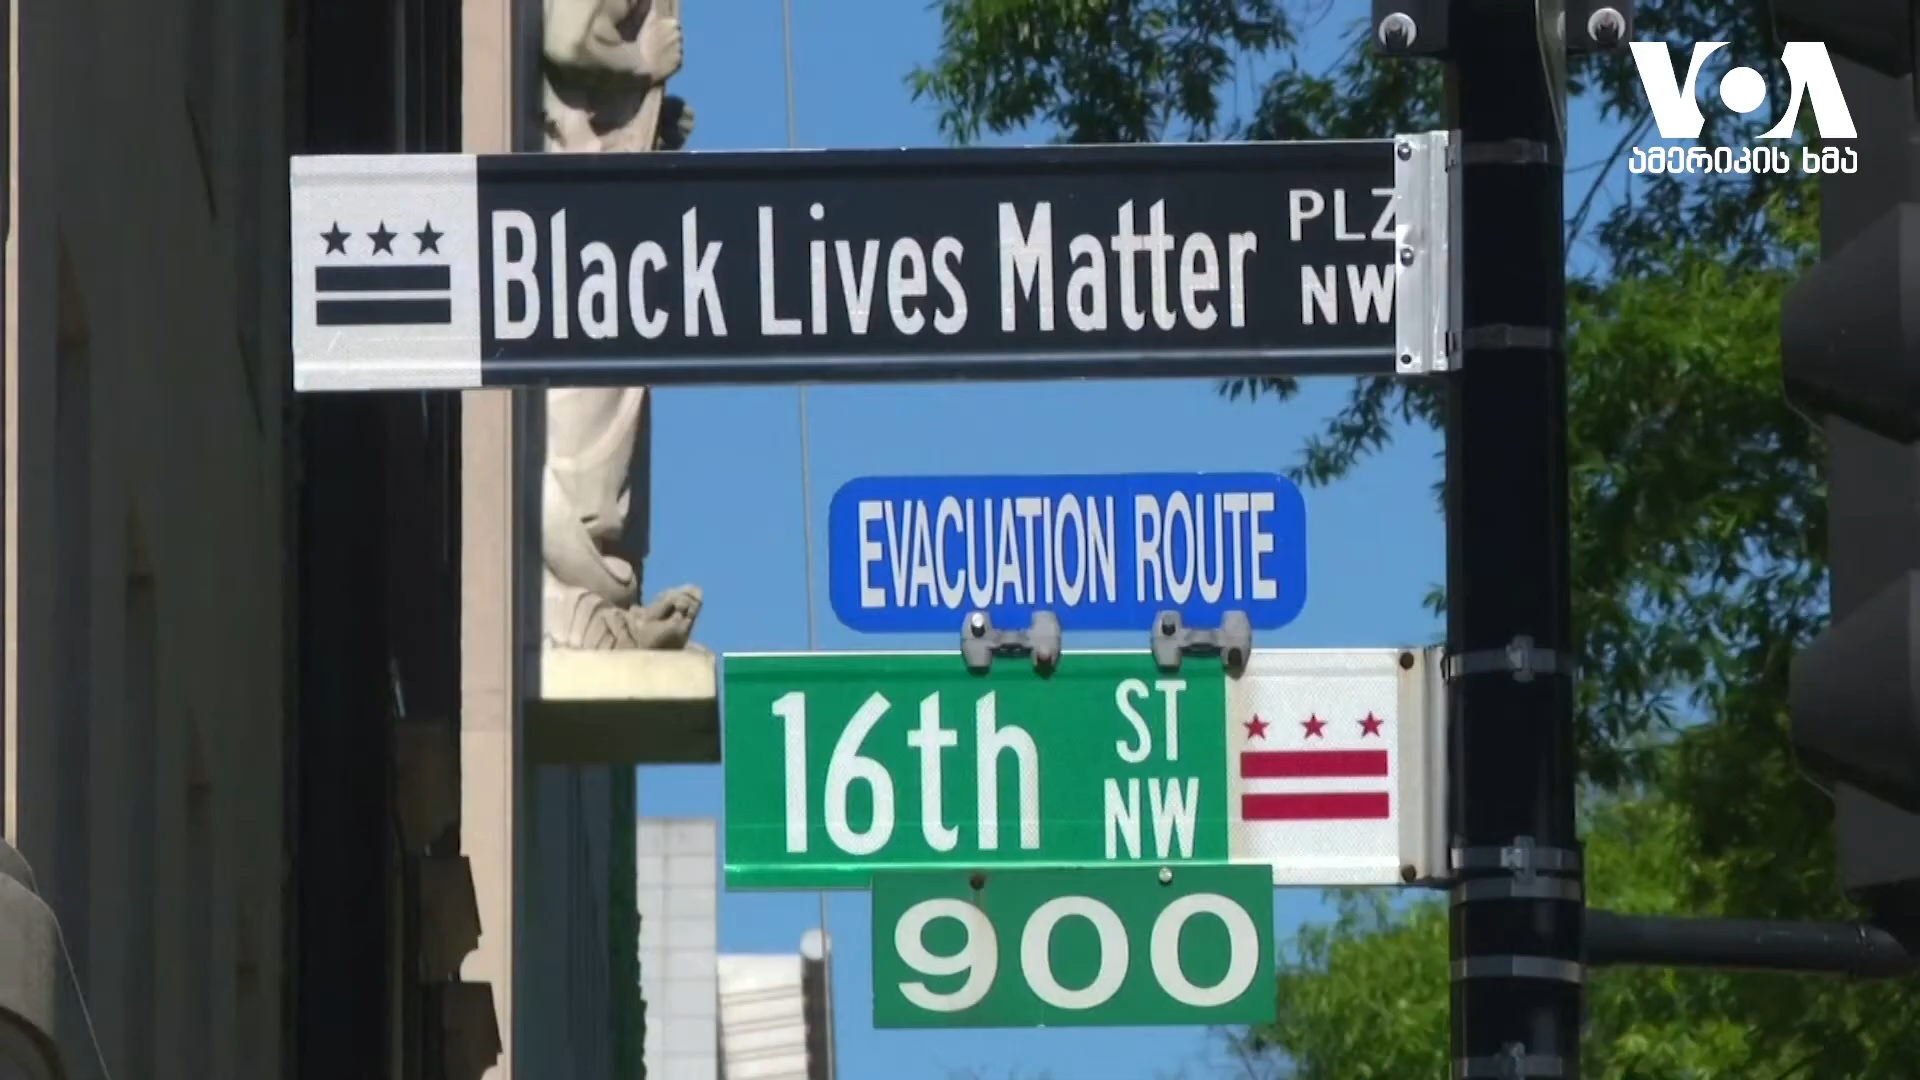 VOA
ამერიკის ხმა
Black Lives Matter PLZ NW
EVACUATION ROUTE
16th ST NW
900